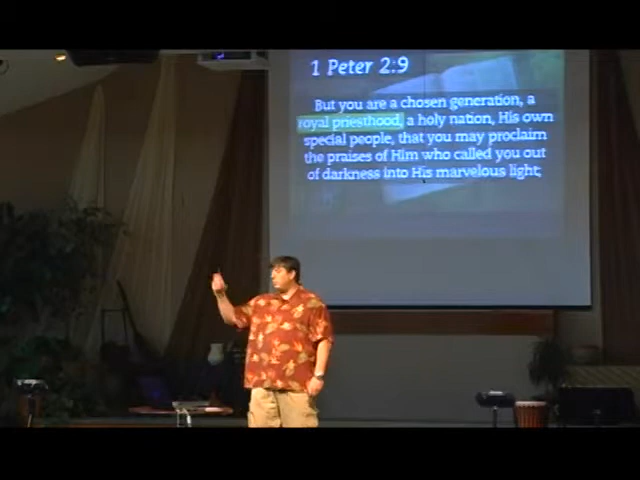 1 Peter 2:9
But you are a chosen generation, a
royal priesthood, a holy nation, His own
special people, that you may proclaim
the praises of Him who called you out
of darkness into His marvelous light;